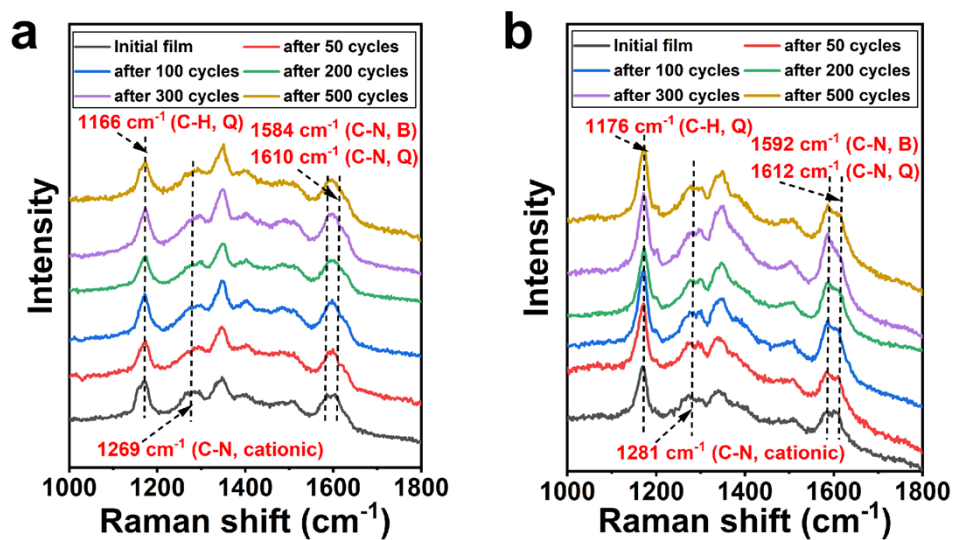 a
Initial film
after 50 cycles
after 100 cycles
after 200 cycles
after 300 cycles
after 500 cycles
1166 cm⁻¹ (C-H, Q)
1584 cm⁻¹ (C-N, B)
1610 cm⁻¹ (C-N, Q)
1269 cm⁻¹ (C-N, cationic)
Intensity
1000 1200 1400 1600 1800
Raman shift (cm⁻¹)
b
Initial film
after 50 cycles
after 100 cycles
after 200 cycles
after 300 cycles
after 500 cycles
1176 cm⁻¹ (C-H, Q)
1592 cm⁻¹ (C-N, B)
1612 cm⁻¹ (C-N, Q)
1281 cm⁻¹ (C-N, cationic)
Intensity
1000 1200 1400 1600 1800
Raman shift (cm⁻¹)